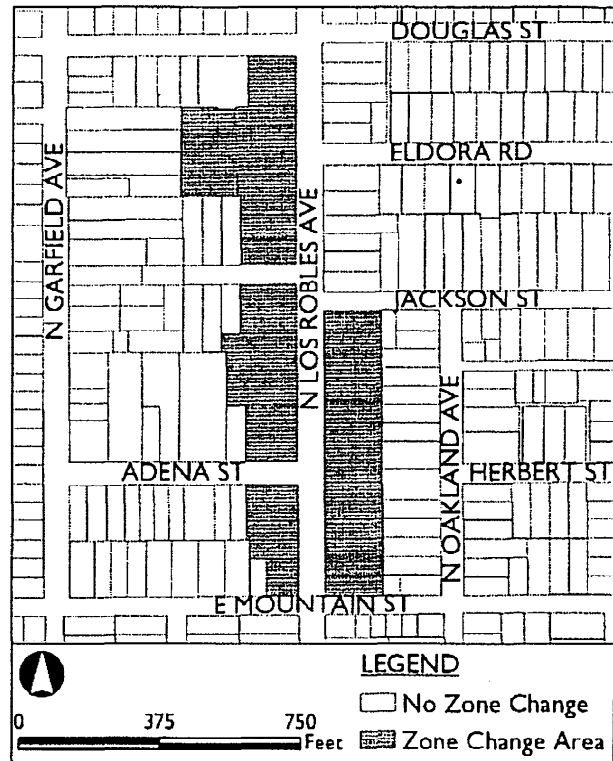 DOUGLAS ST
ELDORA RD
N GARFIELD AVE
N LOS ROBLES AVE
JACKSON ST
N OAKLAND AVE
ADENA ST
HERBERT ST
E MOUNTAIN ST
LEGEND
No Zone Change
0 375 750
Feet
Zone Change Area